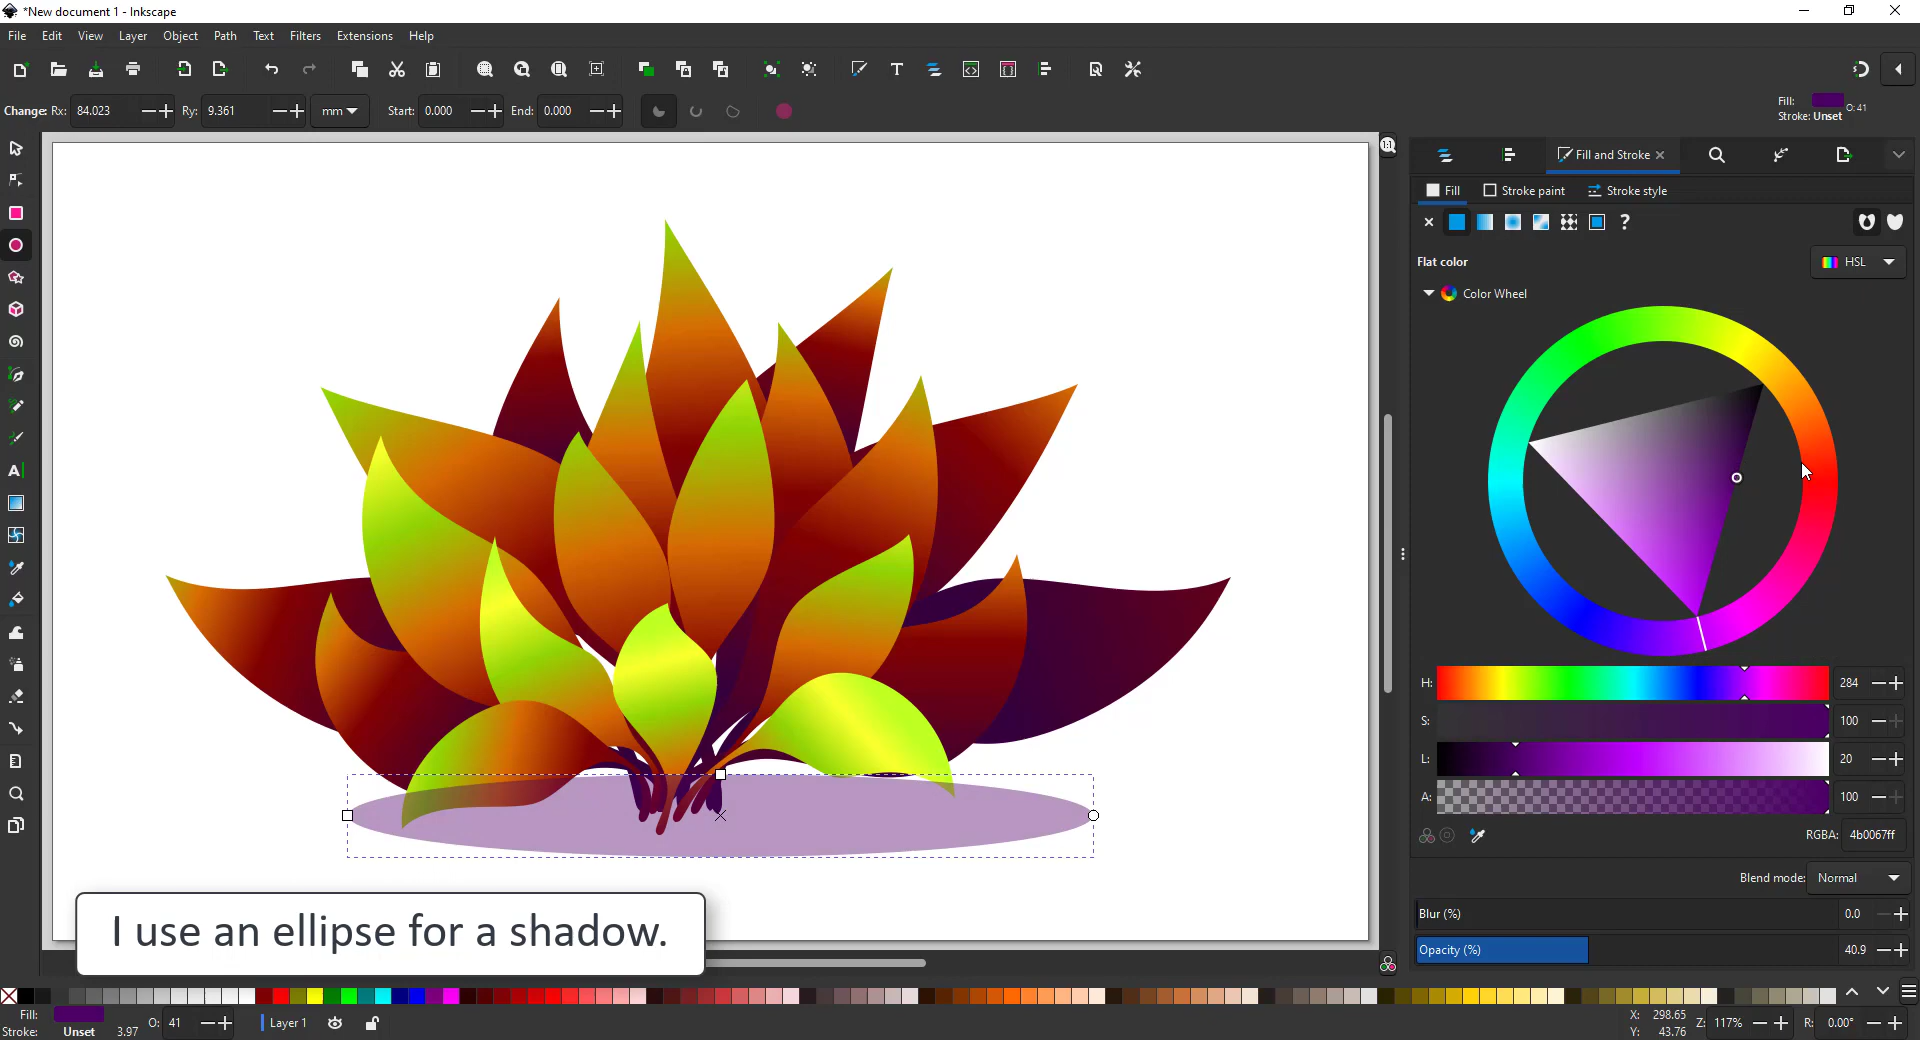 *New document 1 - Inkscape
File Edit View Layer Object Path Text Filters Extensions Help
Change: Rx: 84.023 Ry: 9.361 mm Start: 0.000 End: 0.000
Fill: O: 41
Stroke: Unset
Fill and Stroke
Fill Stroke paint Stroke style
Flat color HSL
Color Wheel
H: 284
S: 100
L: 20
A: 100
RGBA: 4b0067ff
Blend mode: Normal
Blur (%) 0.0
Opacity (%) 40.9
I use an ellipse for a shadow.
Fill:
Stroke: Unset 3.97 O: 41 Layer 1
X: 298.65
Y: 43.76
Z: 117% R: 0.00°